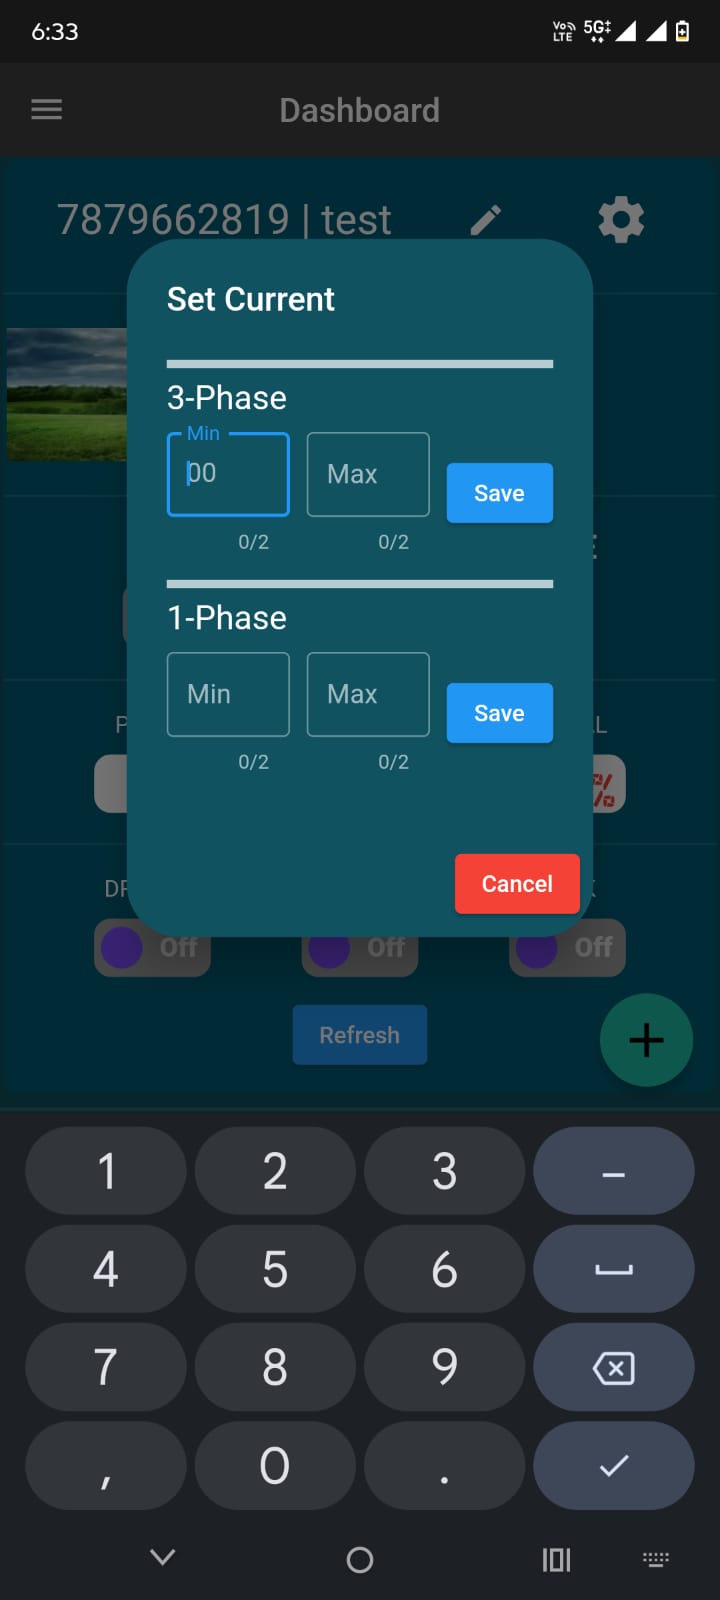 6:33
Vo LTE 5G‡
Dashboard
7879662819 | test
Set Current
3-Phase
Min
00
Max
Save
0/2 0/2
1-Phase
Min Max Save
0/2 0/2
Cancel
Off Off Off
Refresh
+
1 2 3 –
4 5 6
7 8 9
, 0 .